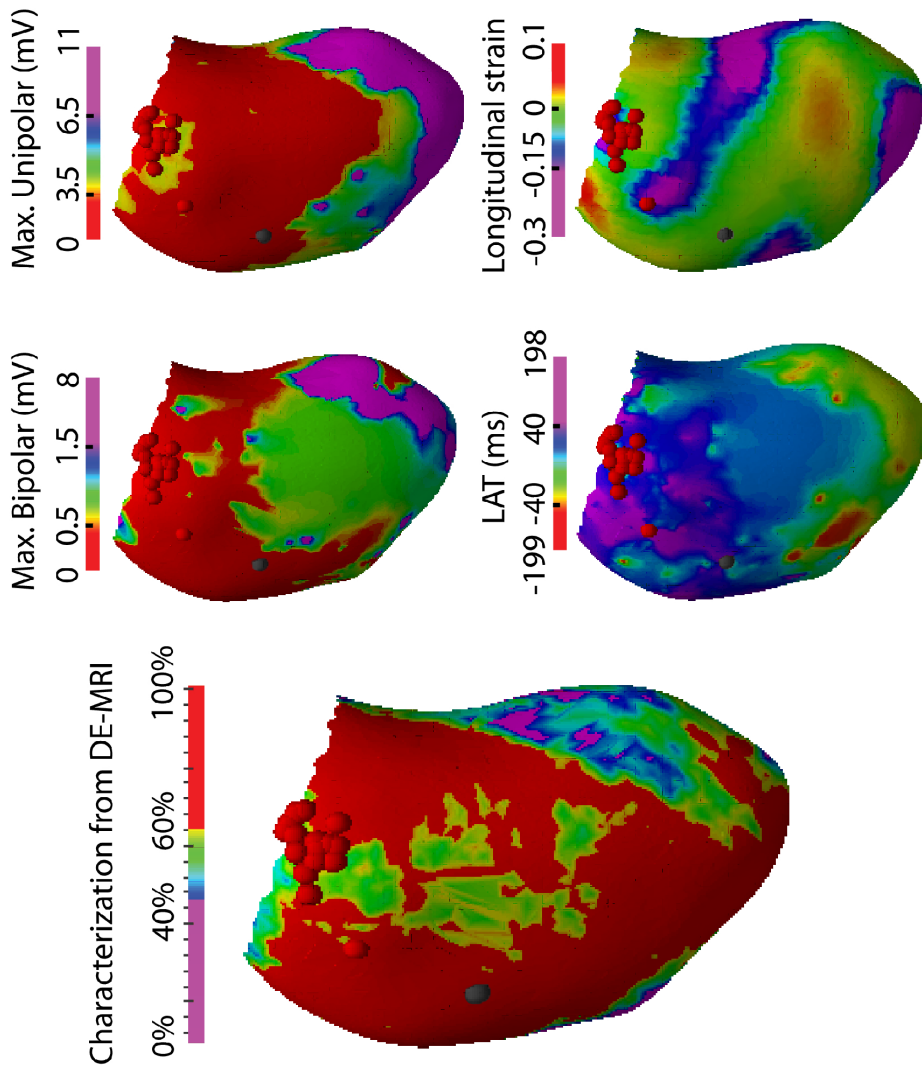 Characterization from DE-MRI
0% 40% 60% 100%
Max. Bipolar (mV)
0 0.5 1.5 8
Max. Unipolar (mV)
0 3.5 6.5 11
LAT (ms)
-199 -40 40 198
Longitudinal strain
-0.3 -0.15 0 0.1